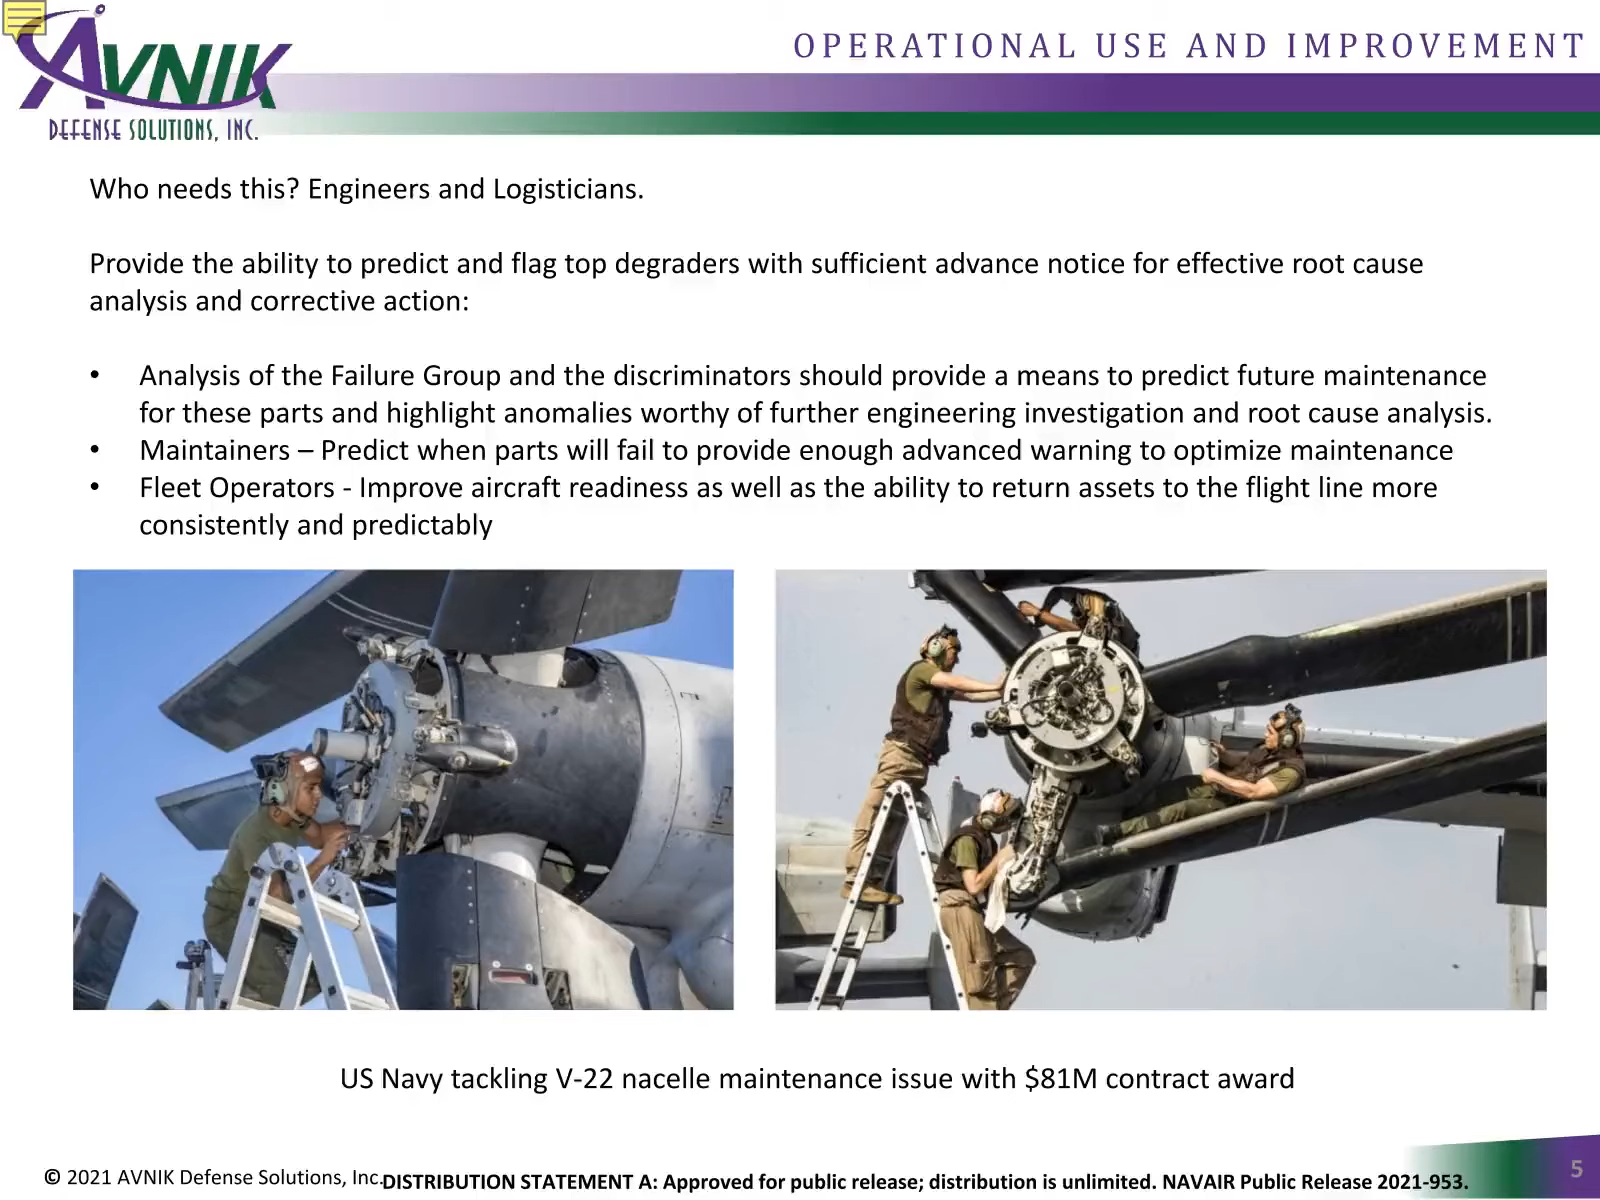 AVNIK
DEFENSE SOLUTIONS, INC.
OPERATIONAL USE AND IMPROVEMENT
Who needs this? Engineers and Logisticians.
Provide the ability to predict and flag top degraders with sufficient advance notice for effective root cause
analysis and corrective action:
• Analysis of the Failure Group and the discriminators should provide a means to predict future maintenance
for these parts and highlight anomalies worthy of further engineering investigation and root cause analysis.
• Maintainers – Predict when parts will fail to provide enough advanced warning to optimize maintenance
• Fleet Operators - Improve aircraft readiness as well as the ability to return assets to the flight line more
consistently and predictably
US Navy tackling V-22 nacelle maintenance issue with $81M contract award
© 2021 AVNIK Defense Solutions, Inc.
DISTRIBUTION STATEMENT A: Approved for public release; distribution is unlimited. NAVAIR Public Release 2021-953.
5